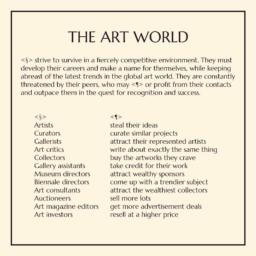 THE ART WORLD
<§> strive to survive in a fiercely competitive environment. They must
develop their careers and make a name for themselves, while keeping
abreast of the latest trends in the global art world. They are constantly
threatened by their peers, who may <¶> or profit from their contacts
and outpace them in the quest for recognition and success.
<§> <¶>
Artists steal their ideas
Curators curate similar projects
Gallerists attract their represented artists
Art critics write about exactly the same thing
Collectors buy the artworks they crave
Gallery assistants take credit for their work
Museum directors attract wealthy sponsors
Biennale directors come up with a trendier subject
Art consultants attract the wealthiest collectors
Auctioneers sell more lots
Art magazine editors get more advertisement deals
Art investors resell at a higher price